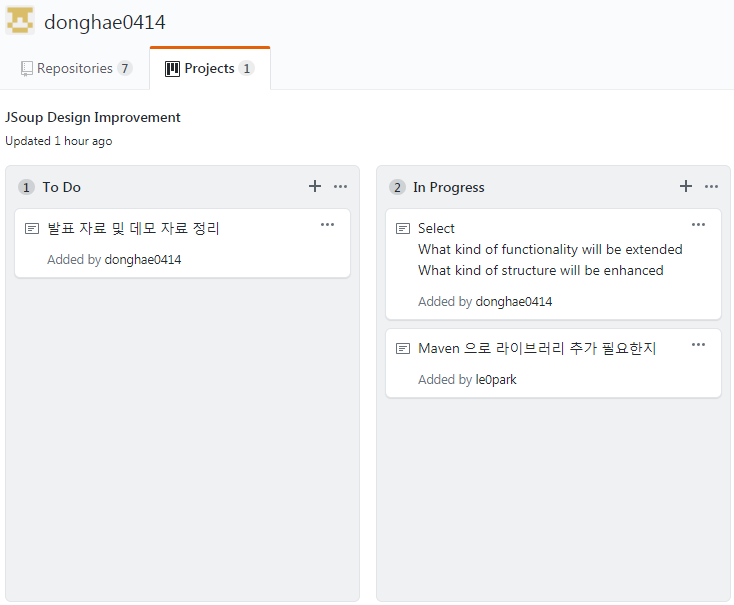 donghae0414
Repositories 7
Projects 1
JSoup Design Improvement
Updated 1 hour ago
1 To Do
발표 자료 및 데모 자료 정리
Added by donghae0414
2 In Progress
Select
What kind of functionality will be extended
What kind of structure will be enhanced
Added by donghae0414
Maven 으로 라이브러리 추가 필요한지
Added by le0park